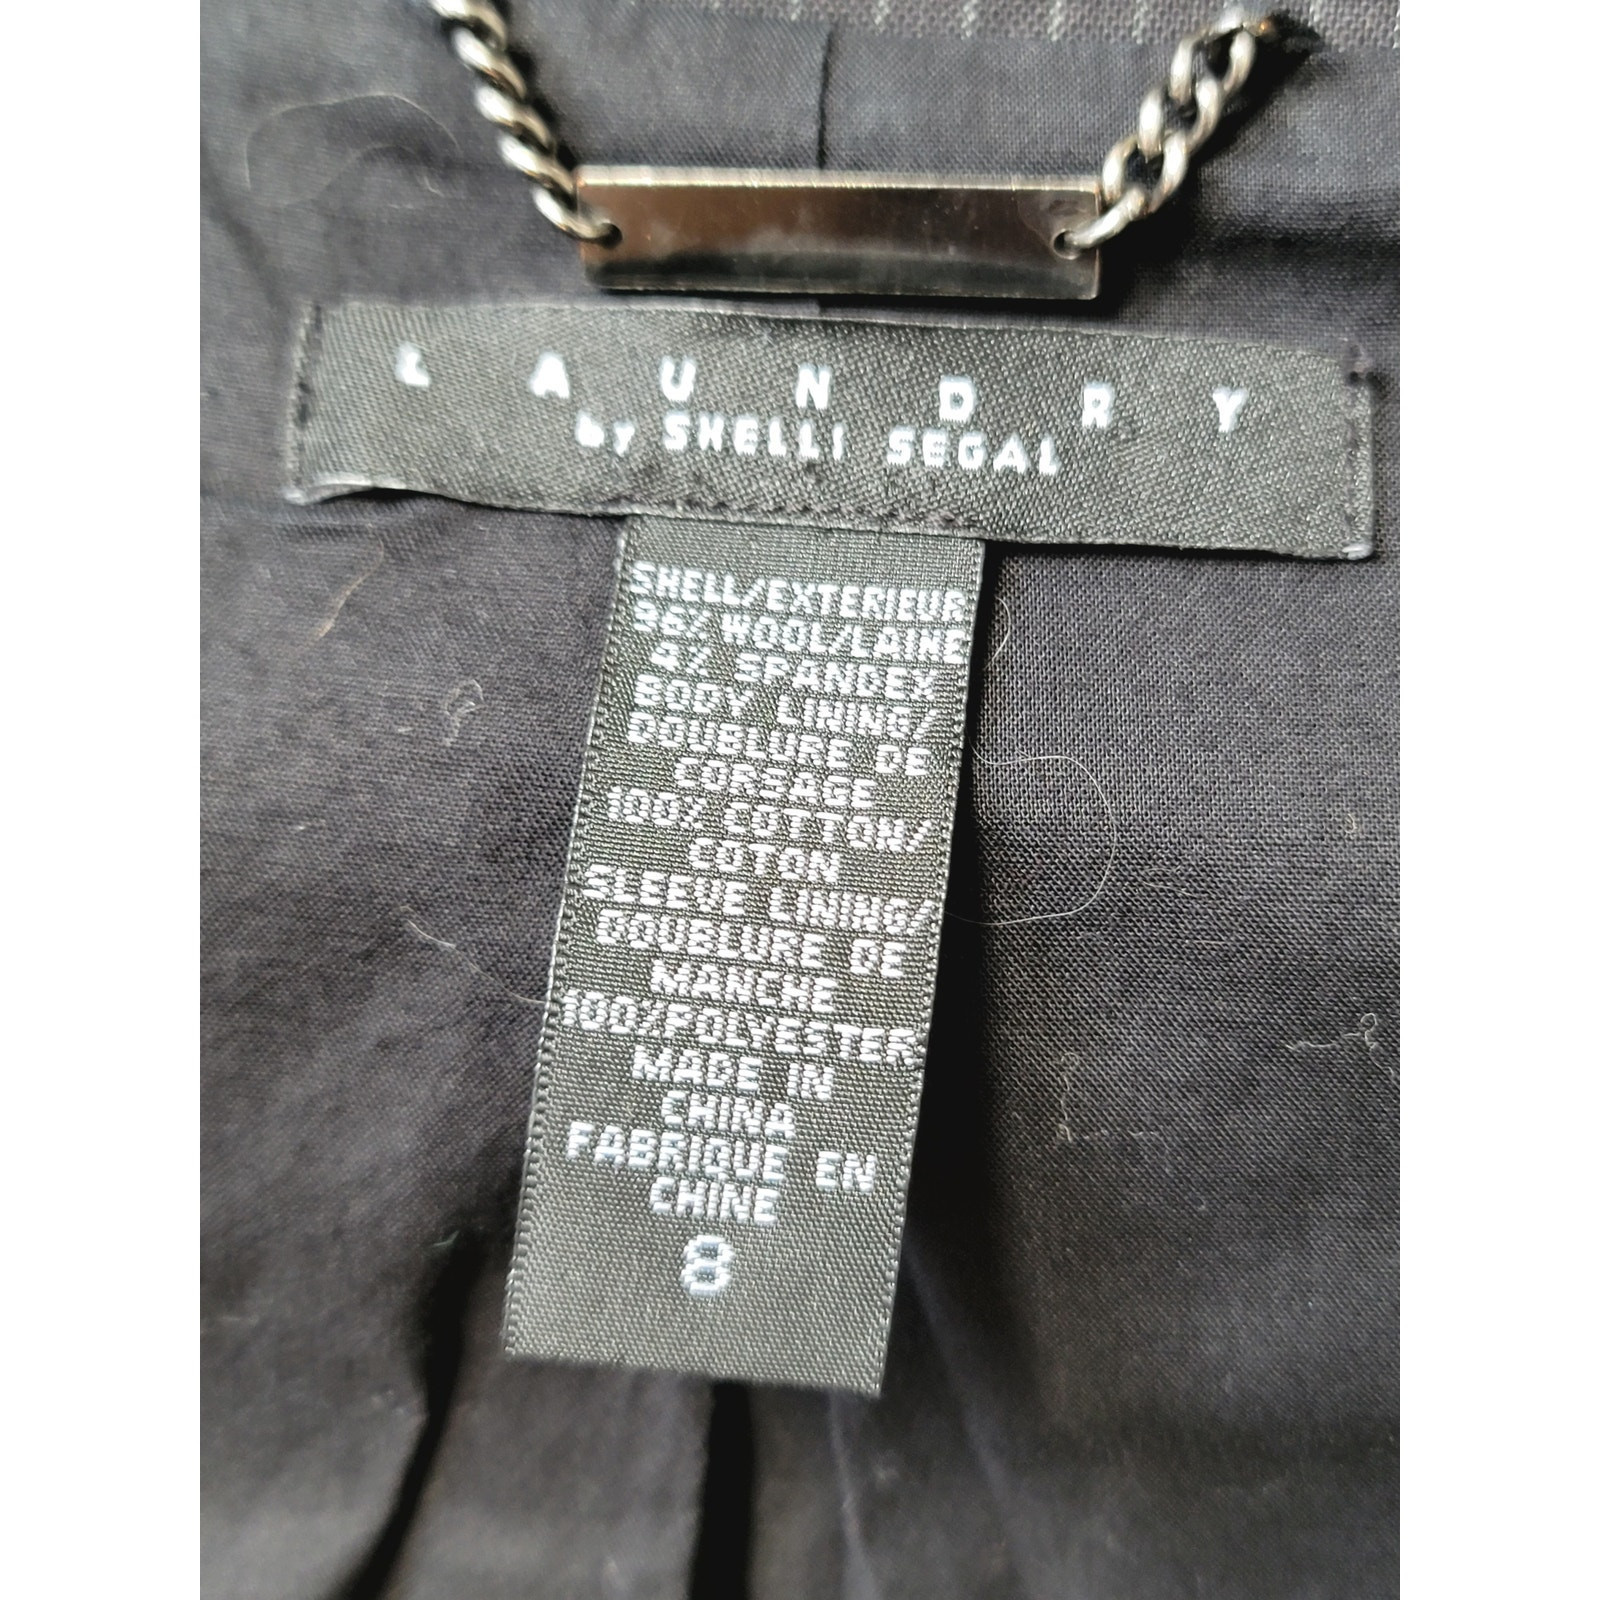 LAUNDRY
by SHELLI SEGAL
SHELL/EXTERIEUR
96% WOOL/LAINE
4% SPANDEX
BODY LINING/
DOUBLURE DE
CORSAGE
100% COTTON/
COTON
SLEEVE LINING/
DOUBLURE DE
MANCHE
100%POLYESTER
MADE IN
CHINA
FABRIQUE EN
CHINE
8